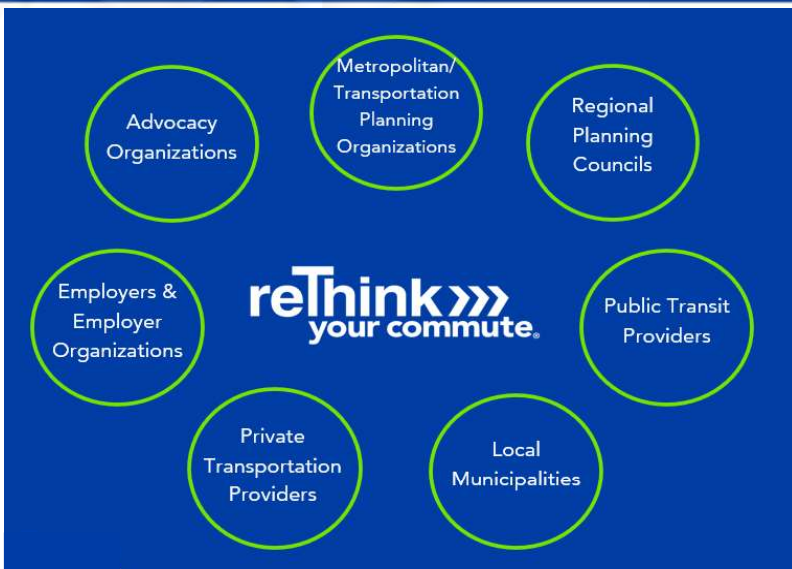 Metropolitan/
Transportation
Planning
Organizations
Advocacy
Organizations
Regional
Planning
Councils
Employers &
Employer
Organizations
reThink
your commute®
Public Transit
Providers
Private
Transportation
Providers
Local
Municipalities